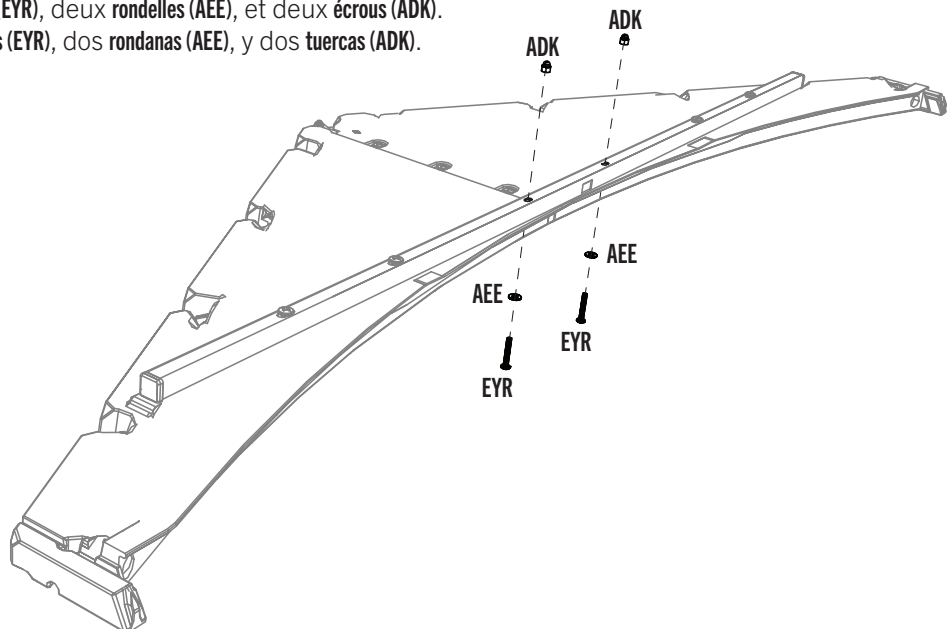 (EYR), deux rondelles (AEE), et deux écrous (ADK).
s (EYR), dos rondanas (AEE), y dos tuercas (ADK).
ADK
ADK
AEE
AEE
EYR
EYR